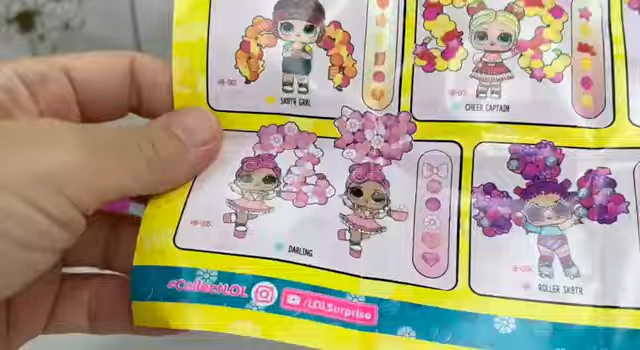 SK8TR GRRL
CHEER CAPTAIN
DARLING
ROLLER SK8TR
#CollectLOL
/LOLSurprise